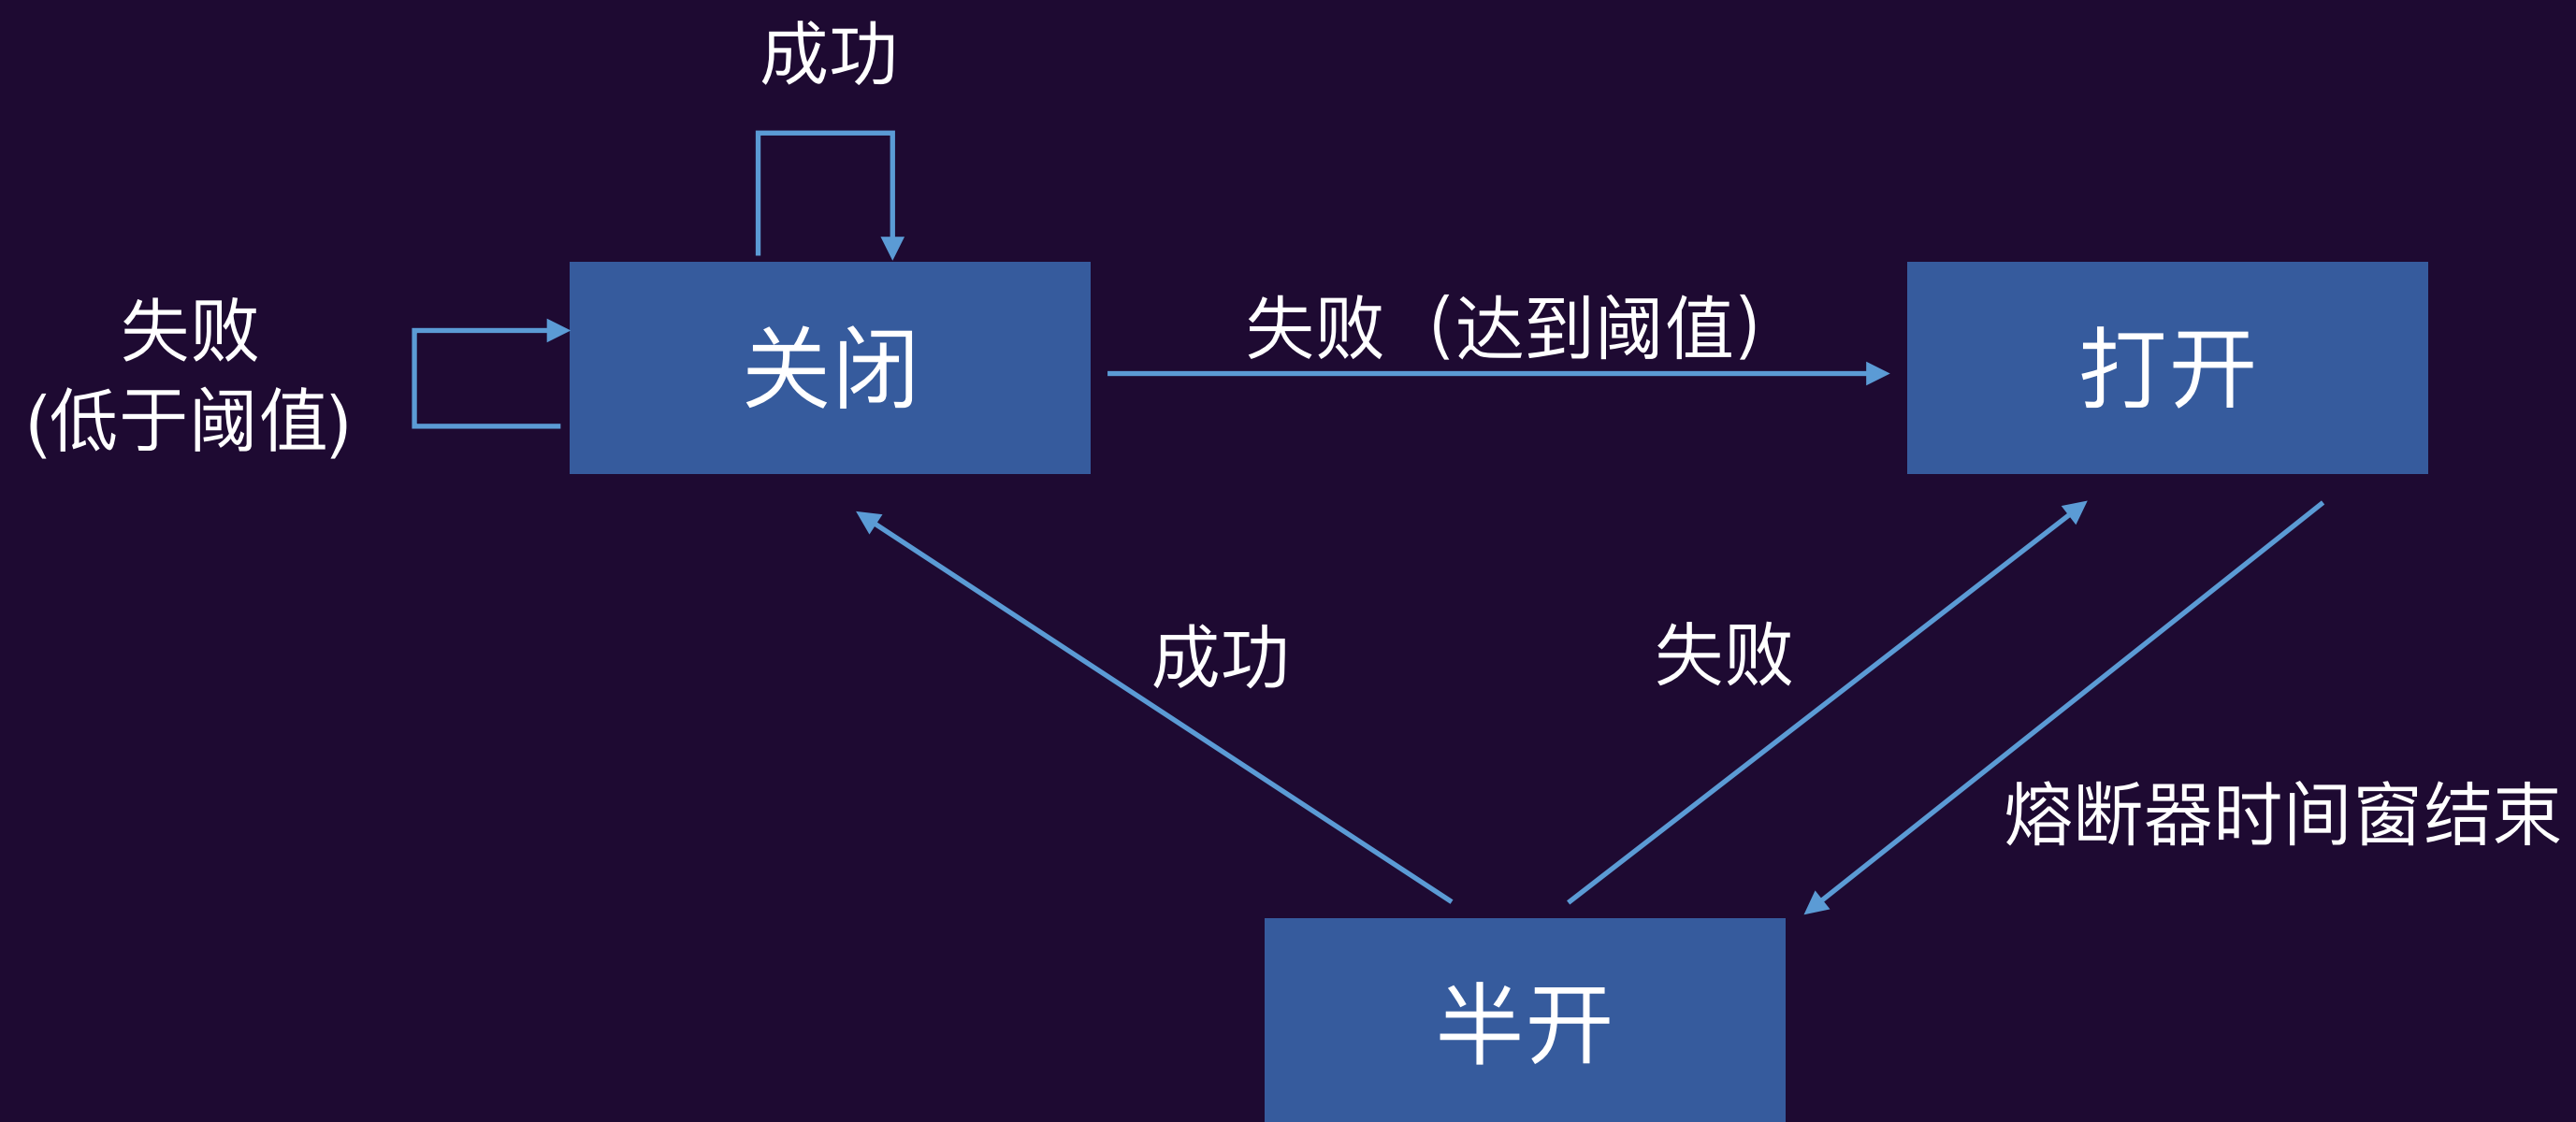 成功
失败
(低于阈值)
关闭
失败（达到阈值）
打开
成功
失败
熔断器时间窗结束
半开